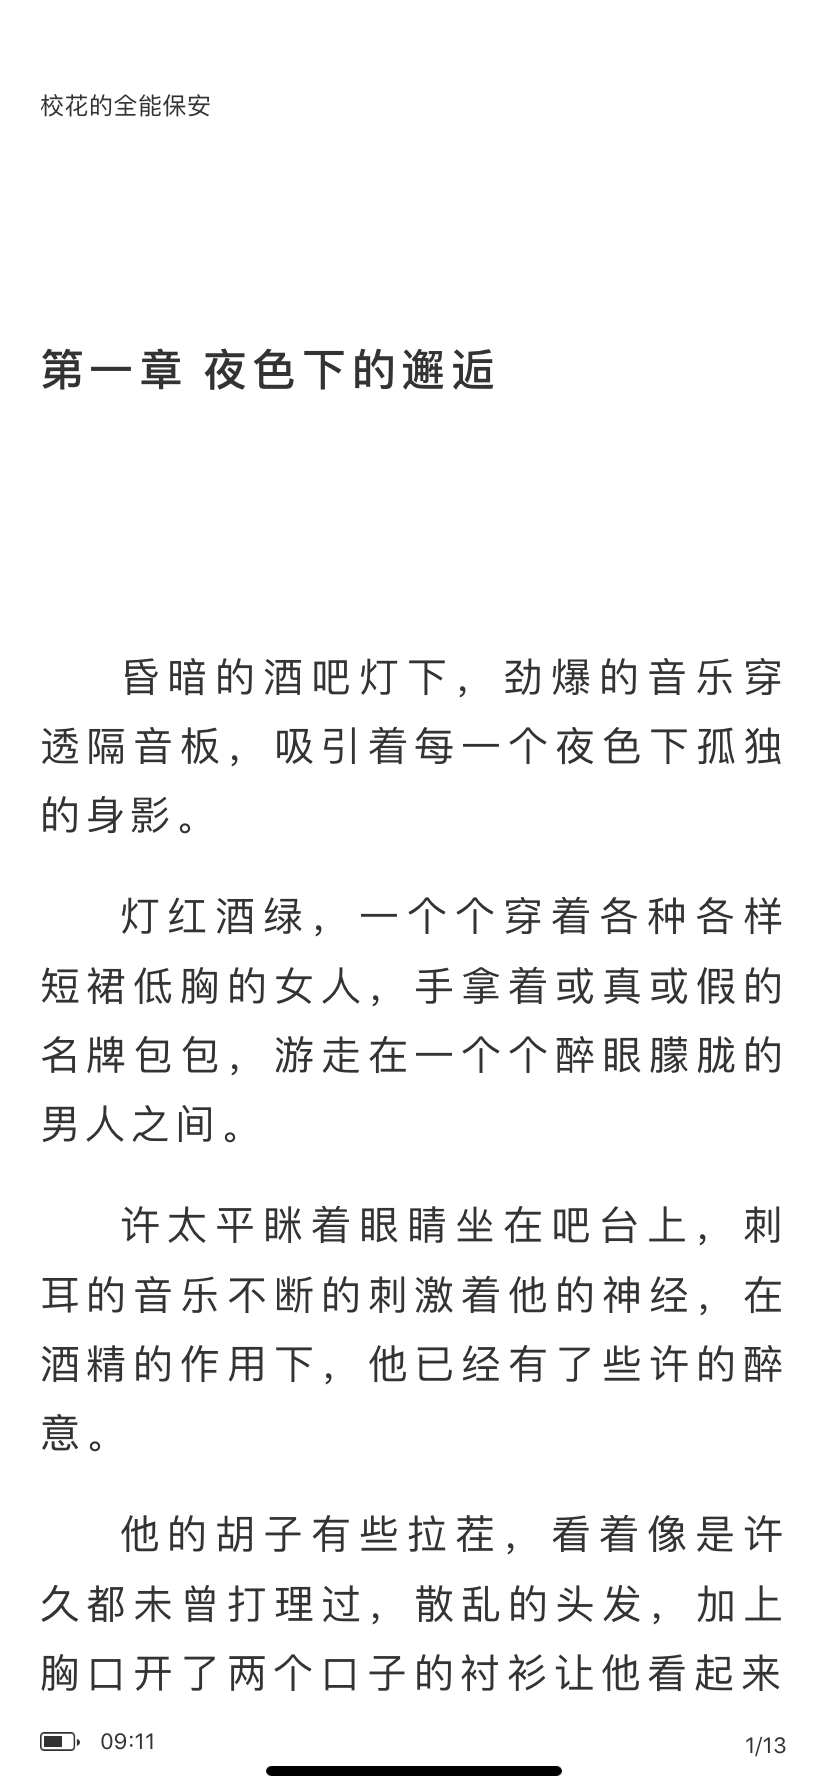 校花的全能保安
第一章 夜色下的邂逅
昏暗的酒吧灯下，劲爆的音乐穿
透隔音板，吸引着每一个夜色下孤独
的身影。
灯红酒绿，一个个穿着各种各样
短裙低胸的女人，手拿着或真或假的
名牌包包，游走在一个个醉眼朦胧的
男人之间。
许太平眯着眼睛坐在吧台上，刺
耳的音乐不断的刺激着他的神经，在
酒精的作用下，他已经有了些许的醉
意。
他的胡子有些拉茬，看着像是许
久都未曾打理过，散乱的头发，加上
胸口开了两个口子的衬衫让他看起来
09:11
1/13